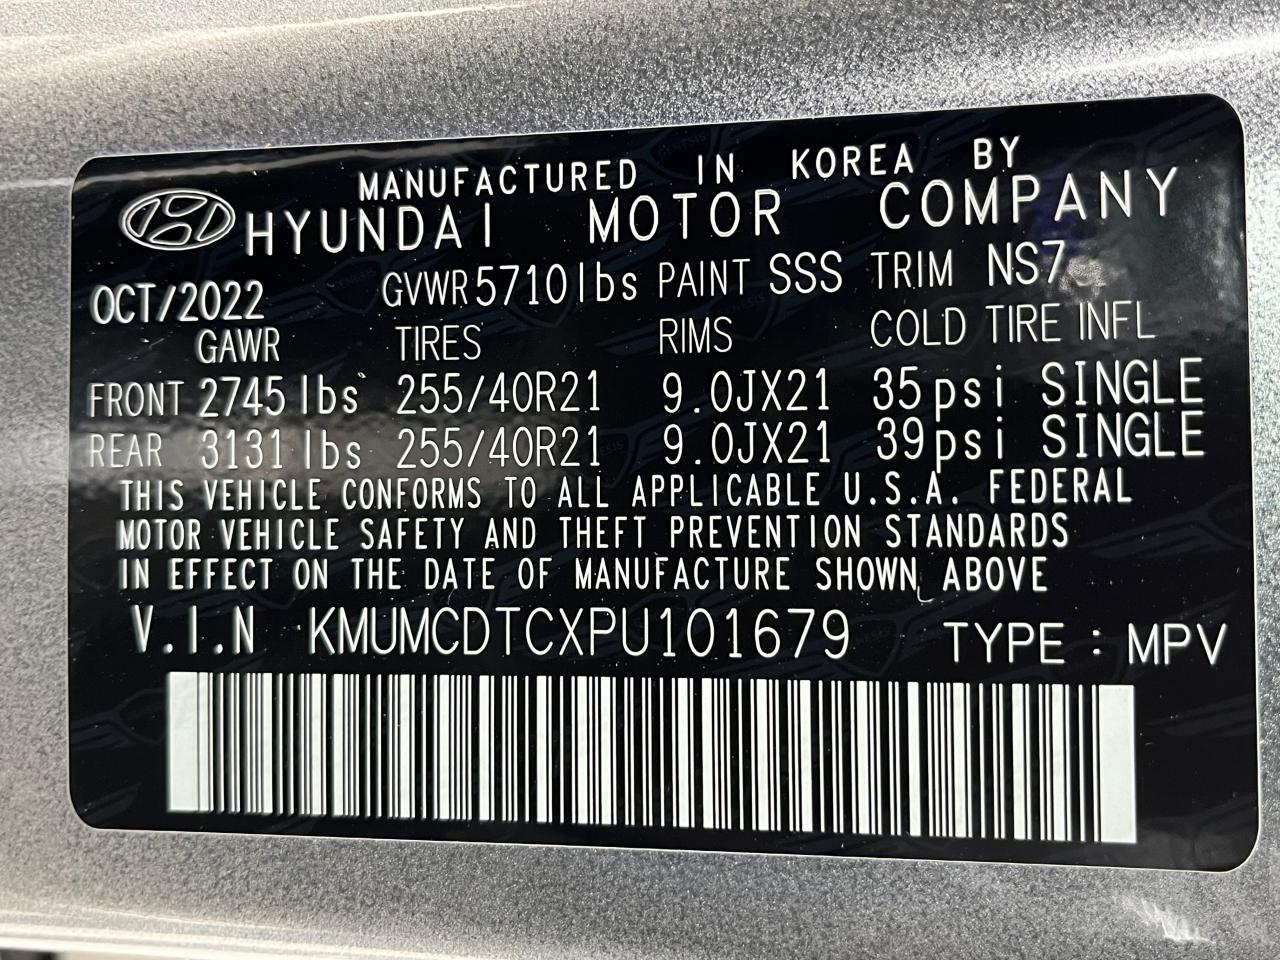 MANUFACTURED IN KOREA BY
HYUNDAI MOTOR COMPANY
OCT/2022 GVWR 5710lbs PAINT SSS TRIM NS7
GAWR TIRES RIMS COLD TIRE INFL
FRONT 2745lbs 255/40R21 9.0JX21 35psi SINGLE
REAR 3131lbs 255/40R21 9.0JX21 39psi SINGLE
THIS VEHICLE CONFORMS TO ALL APPLICABLE U.S.A. FEDERAL
MOTOR VEHICLE SAFETY AND THEFT PREVENTION STANDARDS
IN EFFECT ON THE DATE OF MANUFACTURE SHOWN ABOVE
V.I.N KMUMCDTCXPU101679 TYPE : MPV